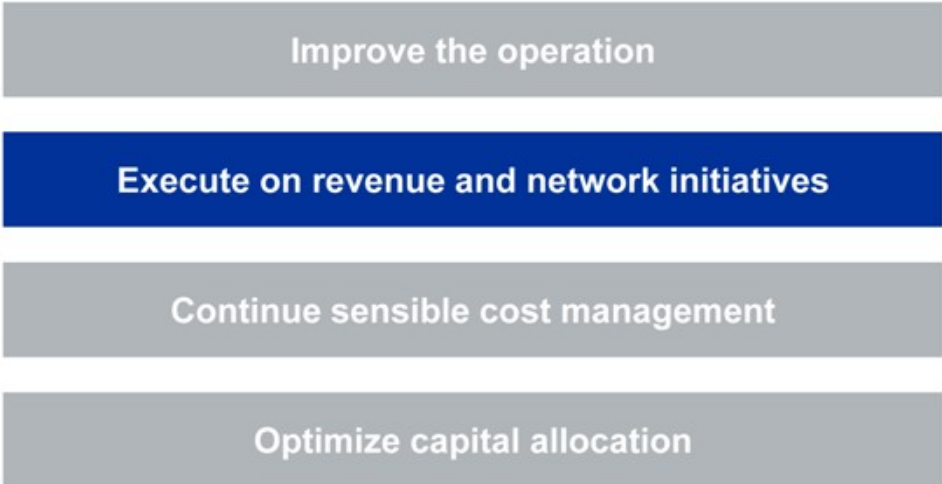 Improve the operation
Execute on revenue and network initiatives
Continue sensible cost management
Optimize capital allocation